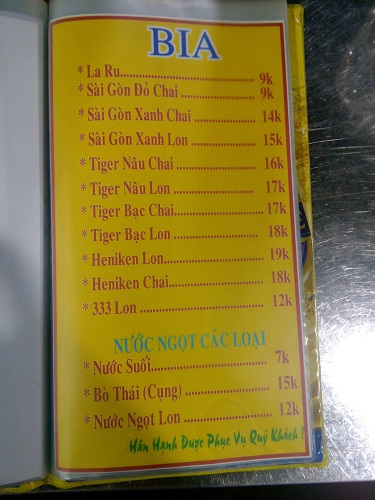 BIA
* La Ru........................................ 9k
* Sài Gòn Đỏ Chai ........................ 9k
* Sài Gòn Xanh Chai .................... 14k
* Sài Gòn Xanh Lon ..................... 15k
* Tiger Nâu Chai .......................... 16k
* Tiger Nâu Lon ........................... 17k
* Tiger Bạc Chai........................... 17k
* Tiger Bạc Lon ........................... 18k
* Heniken Lon.............................. 19k
* Heniken Chai............................. 18k
* 333 Lon ..................................... 12k
NƯỚC NGỌT CÁC LOẠI
* Nước Suối................................... 7k
* Bò Thái (Cụng) .......................... 15k
* Nước Ngọt Lon .......................... 12k
Hân Hạnh Được Phục Vụ Quý Khách !